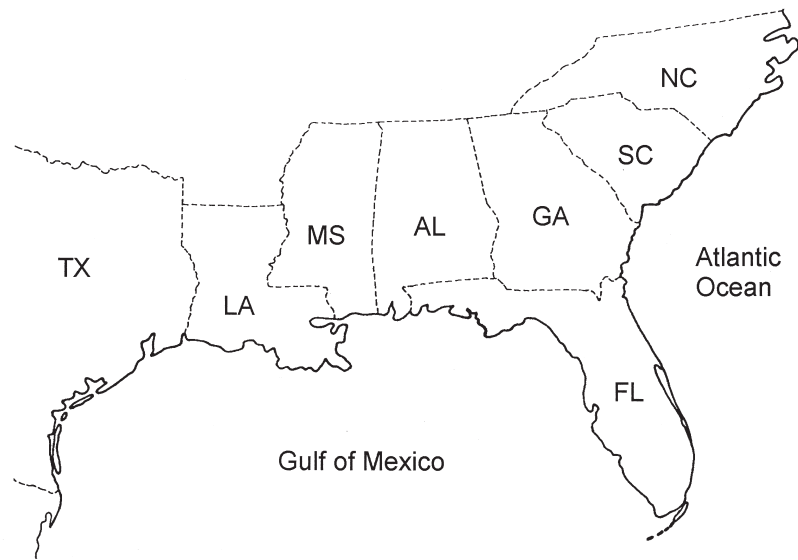 NC
SC
GA
AL
MS
TX
LA
Atlantic
Ocean
FL
Gulf of Mexico